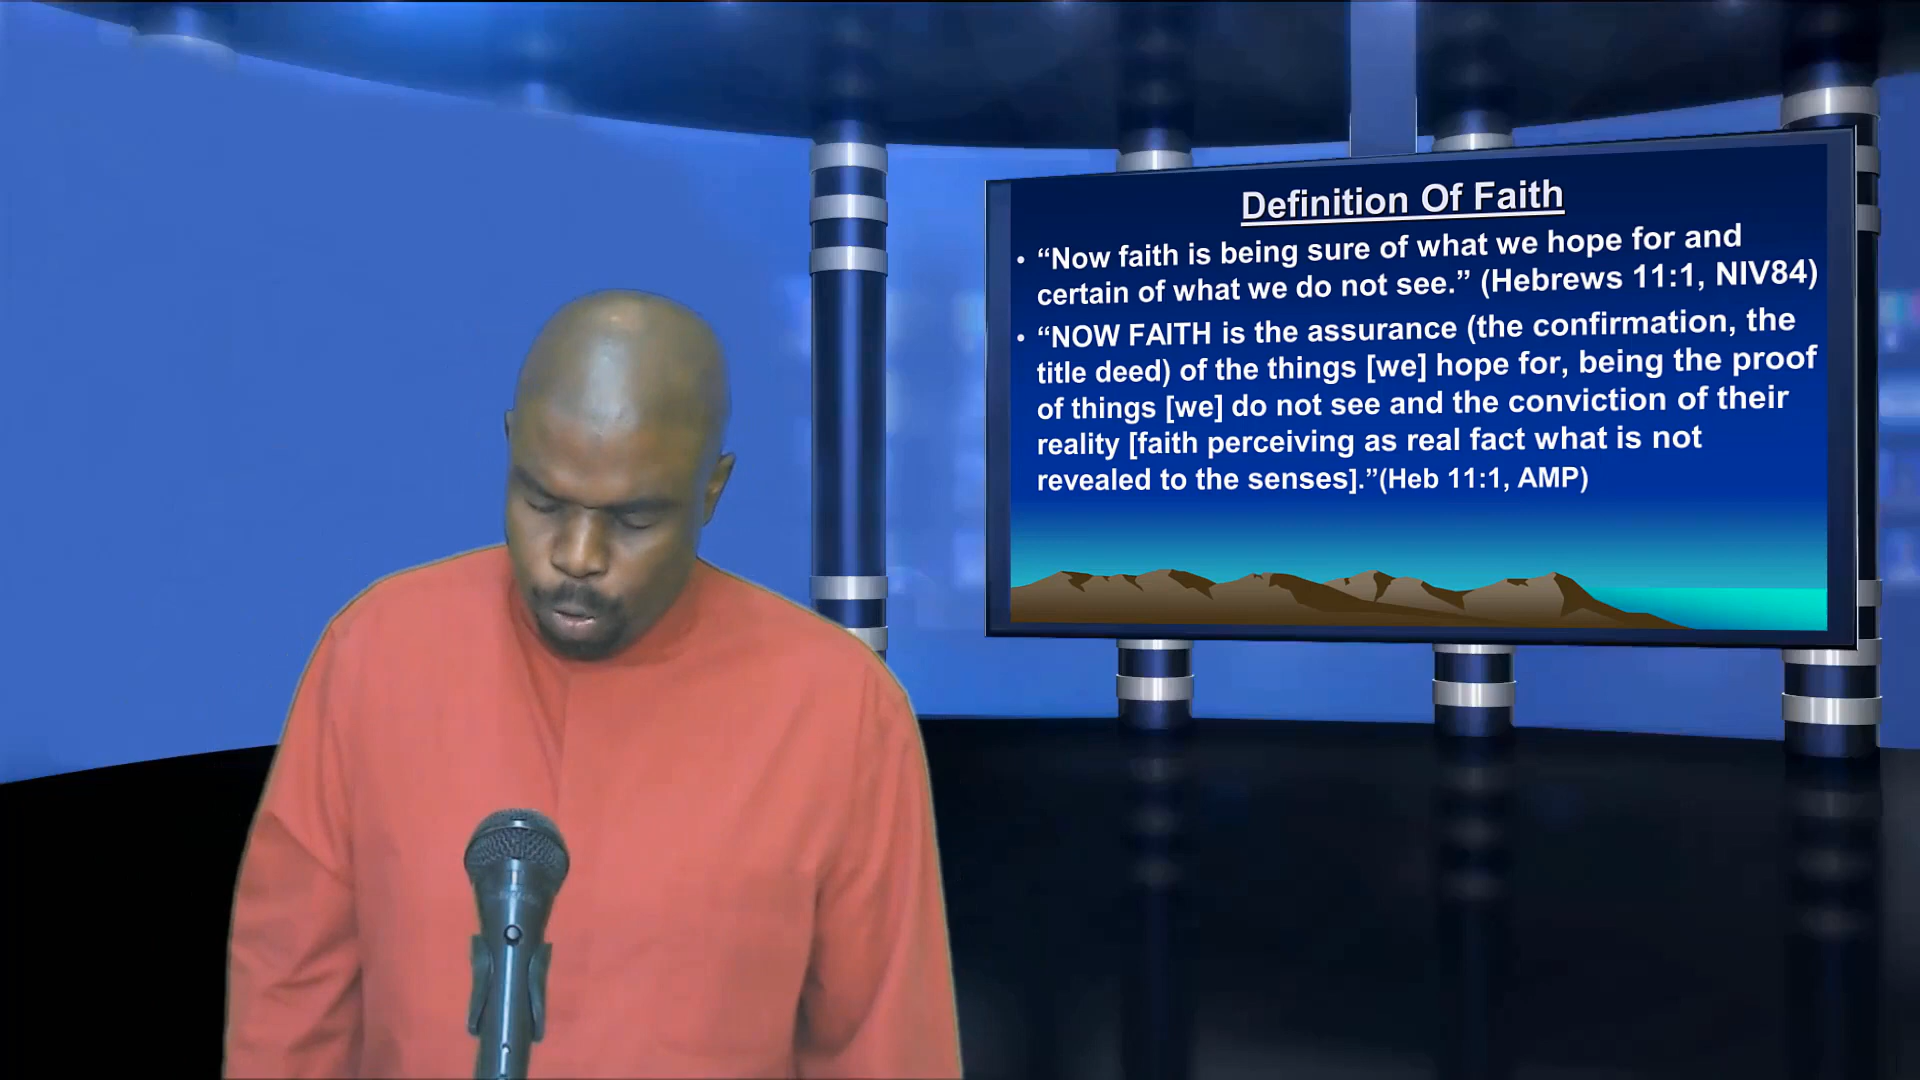 Definition Of Faith
• “Now faith is being sure of what we hope for and
certain of what we do not see.” (Hebrews 11:1, NIV84)
• “NOW FAITH is the assurance (the confirmation, the
title deed) of the things [we] hope for, being the proof
of things [we] do not see and the conviction of their
reality [faith perceiving as real fact what is not
revealed to the senses].”(Heb 11:1, AMP)